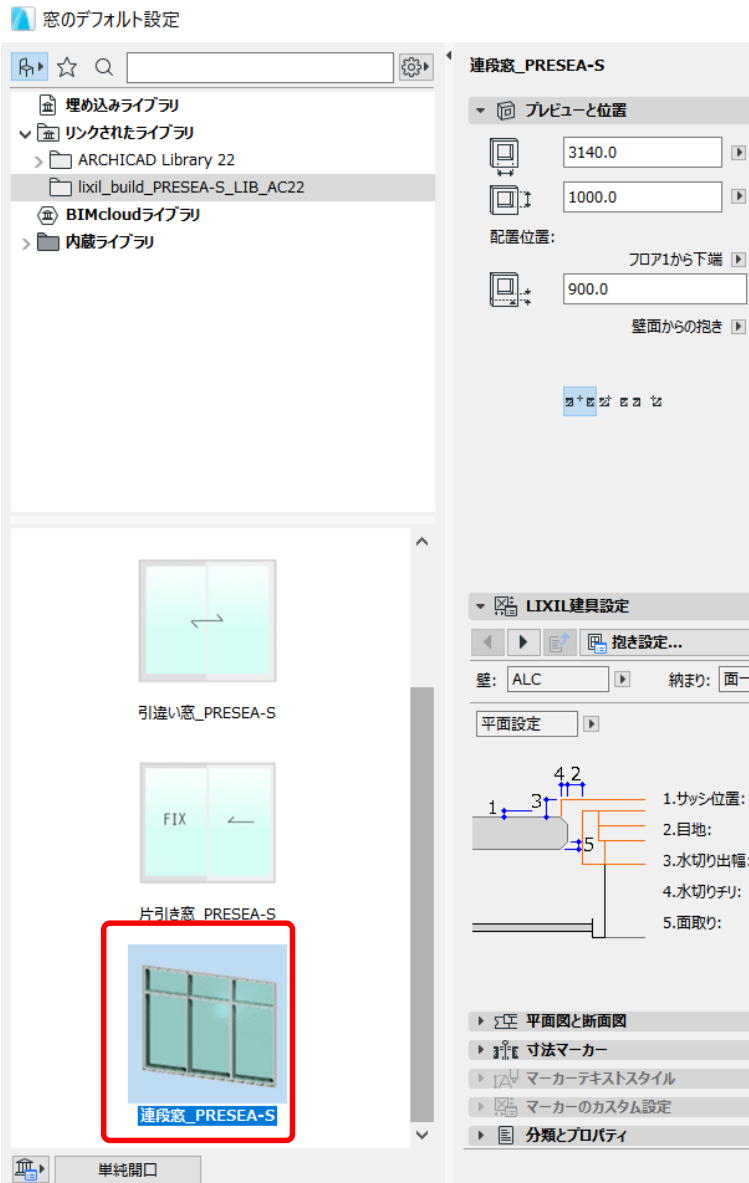 窓のデフォルト設定
埋め込みライブラリ
リンクされたライブラリ
ARCHICAD Library 22
lixil_build_PRESEA-S_LIB_AC22
BIMcloudライブラリ
内蔵ライブラリ
引違い窓_PRESEA-S
FIX
片引き窓_PRESEA-S
連段窓_PRESEA-S
単純開口
連段窓_PRESEA-S
プレビューと位置
3140.0
1000.0
配置位置:
フロア1から下端
900.0
壁面からの抱き
LIXIL建具設定
抱き設定...
壁: ALC 納まり: 面一
平面設定
4 2
1 3
5
1.サッシ位置:
2.目地:
3.水切り出幅:
4.水切りチリ:
5.面取り:
平面図と断面図
寸法マーカー
マーカーテキストスタイル
マーカーのカスタム設定
分類とプロパティ